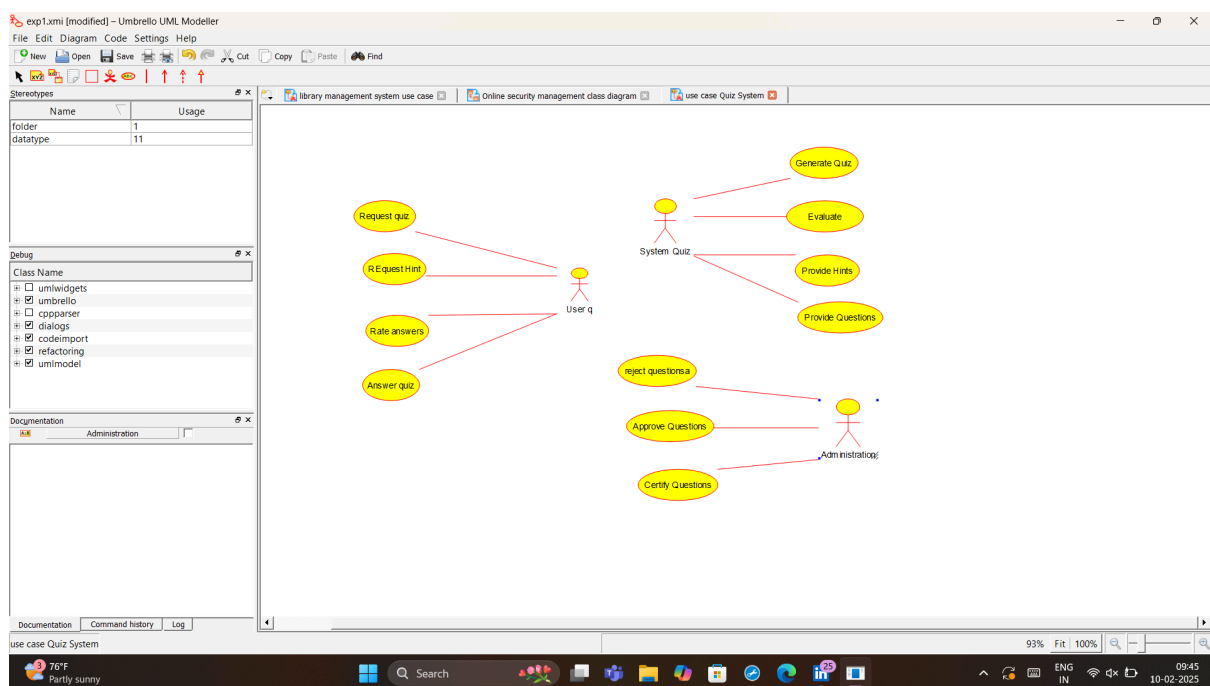 exp1.xmi [modified] – Umbrello UML Modeller
File Edit Diagram Code Settings Help
New Open Save Cut Copy Paste Find
Stereotypes
Name Usage
folder 1
datatype 11
Debug
Class Name
umlwidgets
umbrello
cppparser
dialogs
codeimport
refactoring
umlmodel
Documentation
Administration
Documentation Command history Log
library management system use case Online security management class diagram use case Quiz System
Request quiz
REquest Hint
Rate answers
Answer quiz
User q
Generate Quiz
Evaluate
Provide Hints
Provide Questions
System Quiz
reject questionsa
Approve Questions
Certify Questions
Administration
use case Quiz System
93% Fit 100%
3
76°F
Partly sunny
Search
25
ENG
IN
09:45
10-02-2025